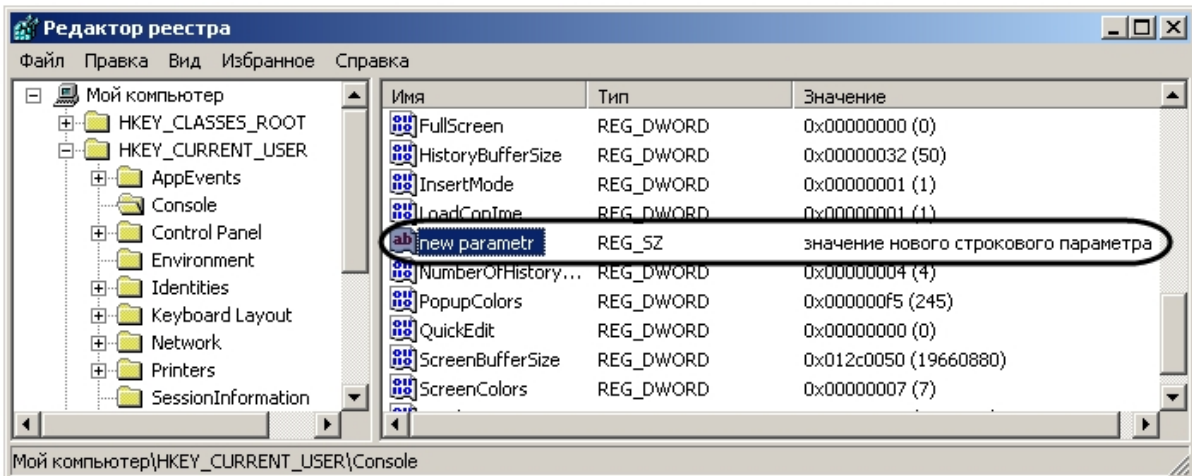 Редактор реестра
Файл Правка Вид Избранное Справка
Мой компьютер
HKEY_CLASSES_ROOT
HKEY_CURRENT_USER
AppEvents
Console
Control Panel
Environment
Identities
Keyboard Layout
Network
Printers
SessionInformation
Имя Тип Значение
FullScreen REG_DWORD 0x00000000 (0)
HistoryBufferSize REG_DWORD 0x00000032 (50)
InsertMode REG_DWORD 0x00000001 (1)
LoadConIme REG_DWORD 0x00000001 (1)
new parametr REG_SZ значение нового строкового параметра
NumberOfHistory... REG_DWORD 0x00000004 (4)
PopupColors REG_DWORD 0x000000f5 (245)
QuickEdit REG_DWORD 0x00000000 (0)
ScreenBufferSize REG_DWORD 0x012c0050 (19660880)
ScreenColors REG_DWORD 0x00000007 (7)
Мой компьютер\HKEY_CURRENT_USER\Console